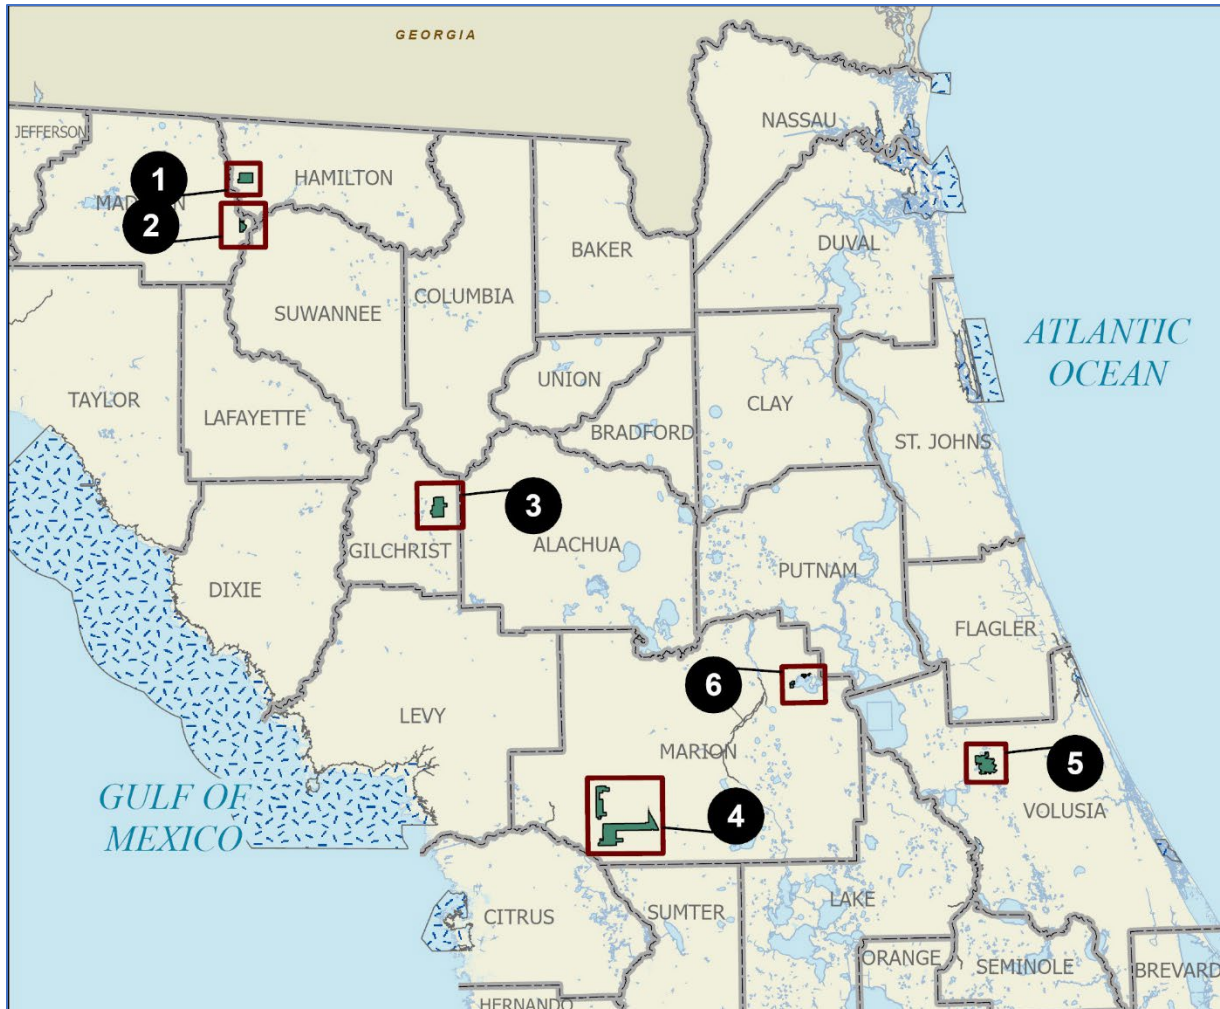 GEORGIA
NASSAU
JEFFERSON
1
HAMILTON
2
DUVAL
BAKER
COLUMBIA
SUWANNEE
ATLANTIC
OCEAN
UNION
TAYLOR
CLAY
LAFAYETTE
BRADFORD
ST. JOHNS
3
ALACHUA
GILCHRIST
PUTNAM
DIXIE
FLAGLER
6
LEVY
MARION
5
GULF OF
MEXICO
4
VOLUSIA
LAKE
CITRUS
SUMTER
ORANGE
SEMINOLE
BREVARD
HERNANDO